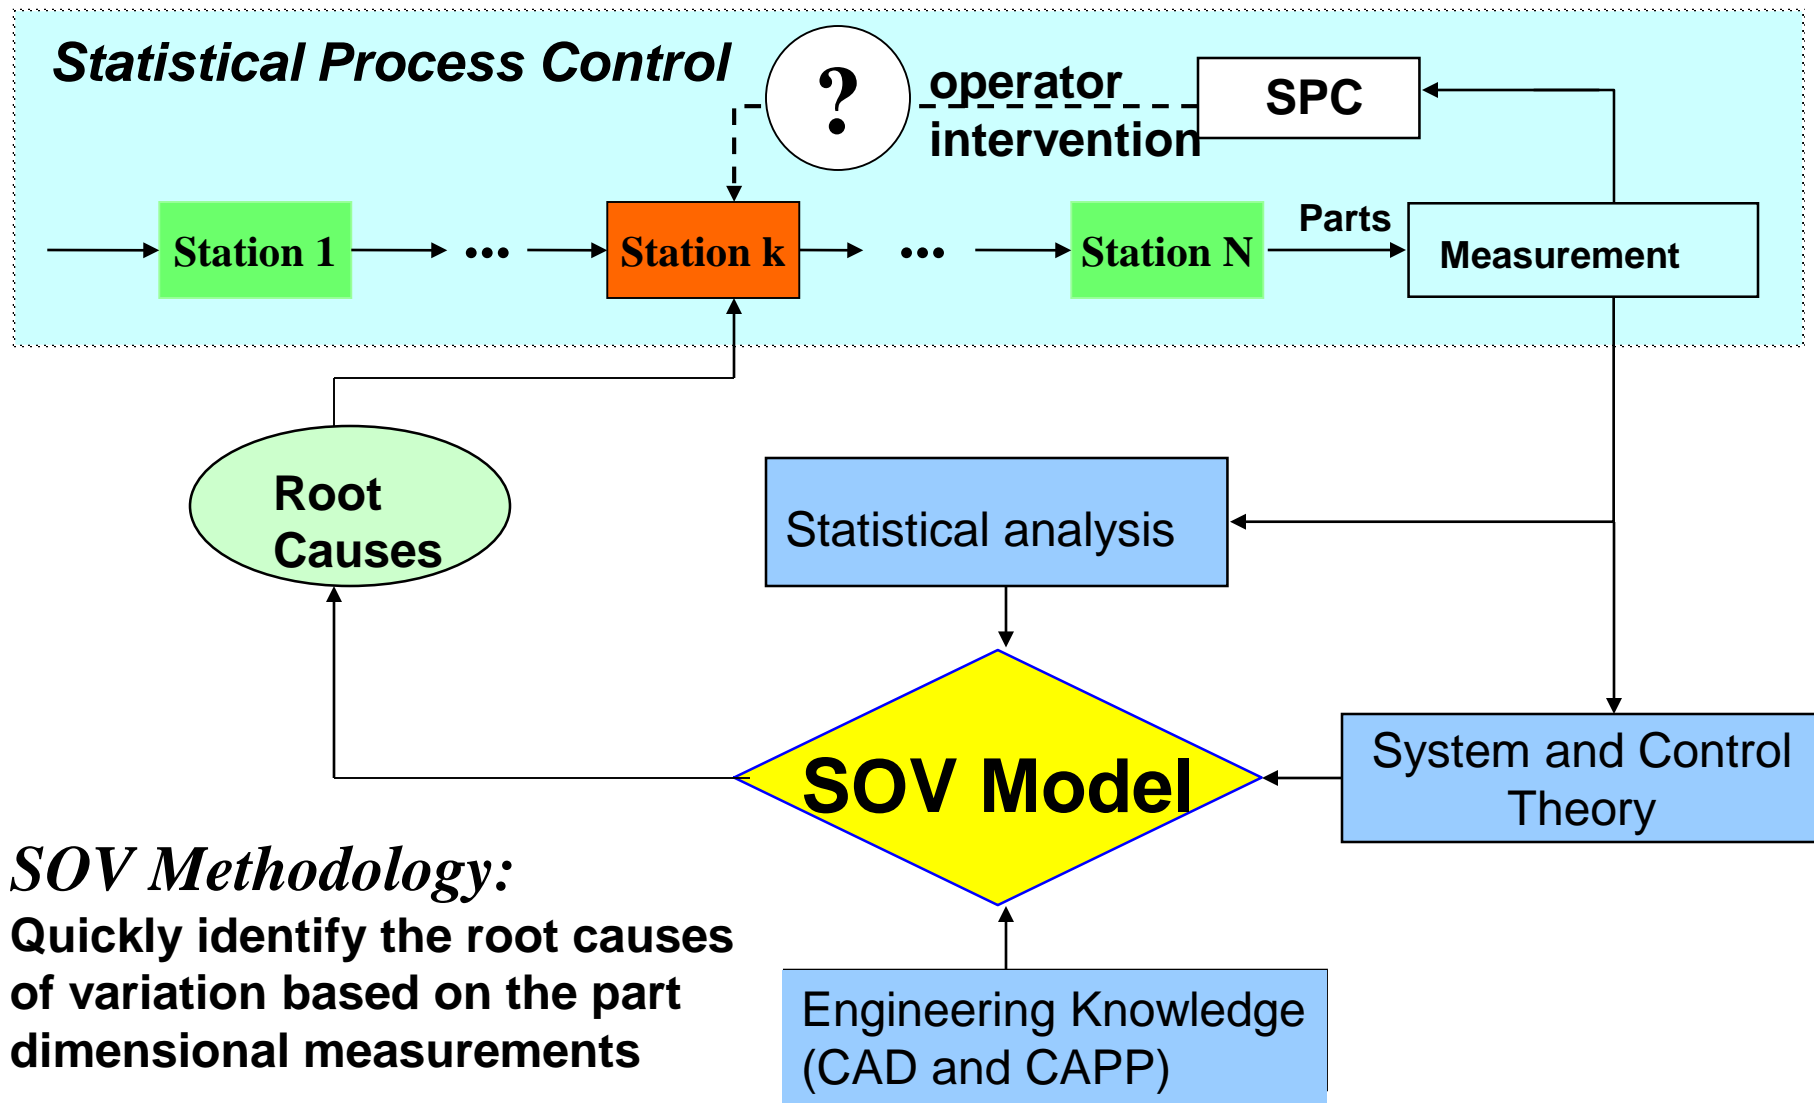 Statistical Process Control
?
operator
intervention
SPC
Station 1
...
Station k
...
Station N
Parts
Measurement
Root
Causes
Statistical analysis
SOV Model
System and Control
Theory
SOV Methodology:
Quickly identify the root causes
of variation based on the part
dimensional measurements
Engineering Knowledge
(CAD and CAPP)